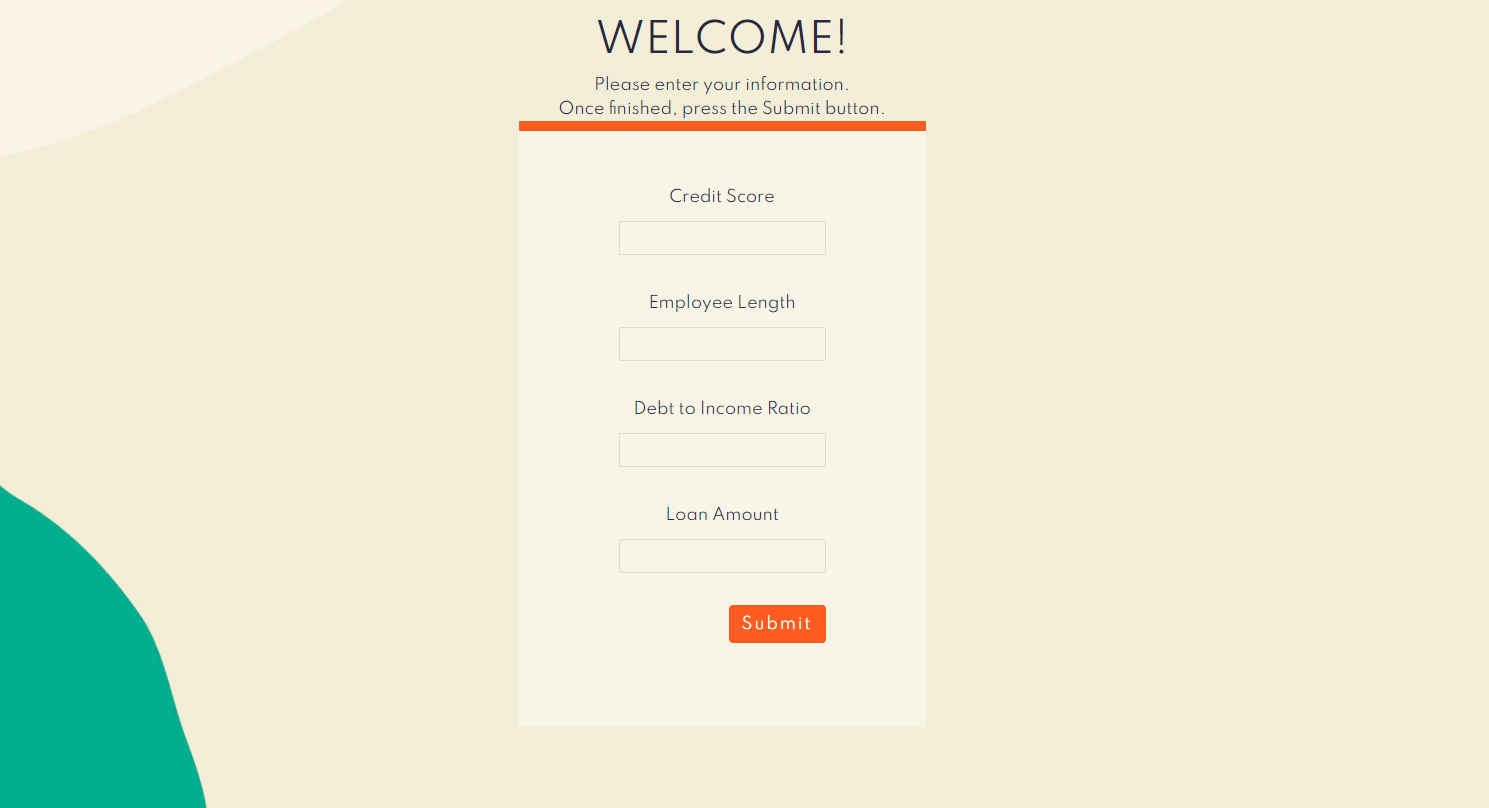 WELCOME!
Please enter your information.
Once finished, press the Submit button.
Credit Score
Employee Length
Debt to Income Ratio
Loan Amount
Submit